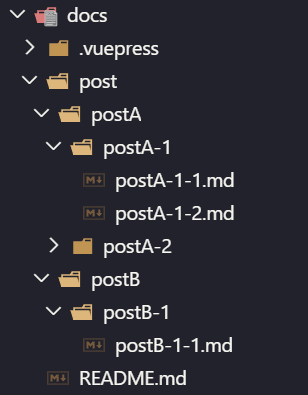 docs
.vuepress
post
postA
postA-1
postA-1-1.md
postA-1-2.md
postA-2
postB
postB-1
postB-1-1.md
README.md